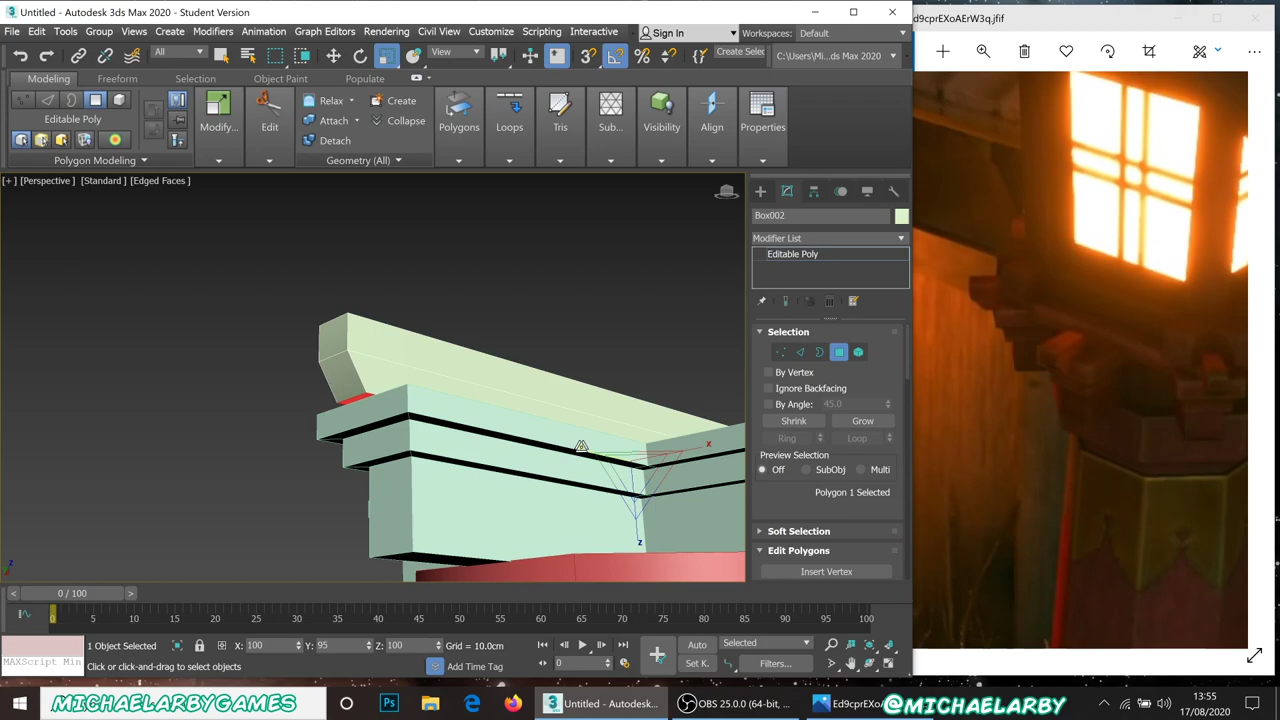 Untitled - Autodesk 3ds Max 2020 - Student Version
d9cprEXoAErW3q.jfif
File Edit Tools Group Views Create Modifiers Animation Graph Editors Rendering Civil View Customize Scripting Interactive Sign In Workspaces: Default
All View 3 Create Selec C:\Users\Mi...ds Max 2020
Modeling Freeform Selection Object Paint Populate
Editable Poly
Polygon Modeling
Modify...
Edit
Relax Create
Attach Collapse
Detach
Geometry (All)
Polygons Loops Tris Sub... Visibility Align Properties
[+] [Perspective ] [Standard ] [Edged Faces ]
x
z
z
Box002
Modifier List
Editable Poly
Selection
By Vertex
Ignore Backfacing
By Angle: 45.0
Shrink Grow
Ring Loop
Preview Selection
Off SubObj Multi
Polygon 1 Selected
Soft Selection
Edit Polygons
Insert Vertex
< 0 / 100 >
0 5 10 15 20 25 30 35 40 45 50 55 60 65 70 75 80 85 90 95 100
MAXScript Min
1 Object Selected X: 100 Y: 95 Z: 100 Grid = 10.0cm
Click or click-and-drag to select objects Add Time Tag
0
Auto Selected
Set K. Filters...
MICHAELARBYGAMES
Ps
Untitled - Autodes...
OBS 25.0.0 (64-bit, ...
Ed9cprEXoA
@MICHAELARBY
13:55
17/08/2020